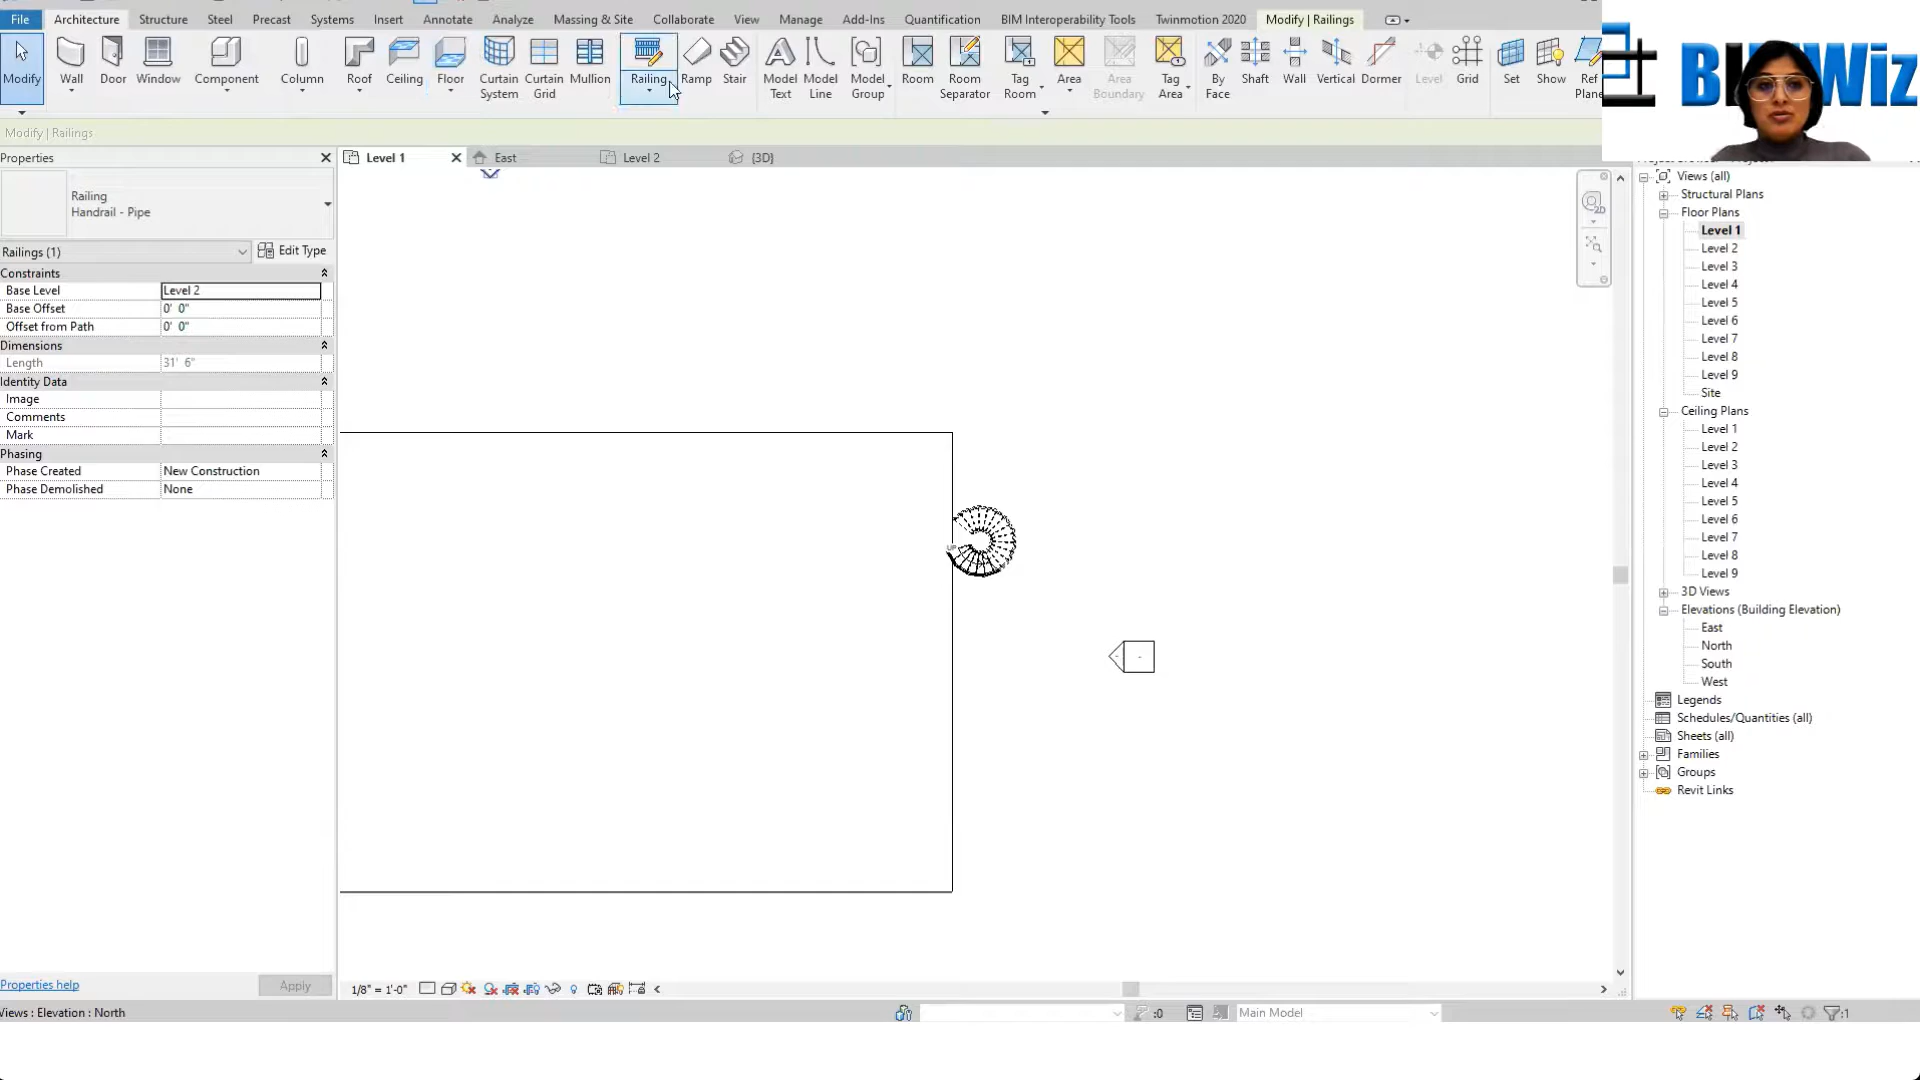 File Architecture Structure Steel Precast Systems Insert Annotate Analyze Massing & Site Collaborate View Manage Add-Ins Quantification BIM Interoperability Tools Twinmotion 2020 Modify | Railings
Modify Wall Door Window Component Column Roof Ceiling Floor Curtain System Curtain Grid Mullion Railing Ramp Stair Model Text Model Line Model Group Room Room Separator Tag Room Area Area Boundary Tag Area By Face Shaft Wall Vertical Dormer Level Grid Set Show Ref Plane
Modify | Railings
Properties
Level 1 East Level 2 {3D}
Railing
Handrail - Pipe
Railings (1) Edit Type
Constraints
Base Level Level 2
Base Offset 0' 0"
Offset from Path 0' 0"
Dimensions
Length 31' 6"
Identity Data
Image
Comments
Mark
Phasing
Phase Created New Construction
Phase Demolished None
Properties help Apply
UP
2D
1/8" = 1'-0"
Views : Elevation : North
:0 Main Model :1
Views (all)
Structural Plans
Floor Plans
Level 1
Level 2
Level 3
Level 4
Level 5
Level 6
Level 7
Level 8
Level 9
Site
Ceiling Plans
Level 1
Level 2
Level 3
Level 4
Level 5
Level 6
Level 7
Level 8
Level 9
3D Views
Elevations (Building Elevation)
East
North
South
West
Legends
Schedules/Quantities (all)
Sheets (all)
Families
Groups
Revit Links